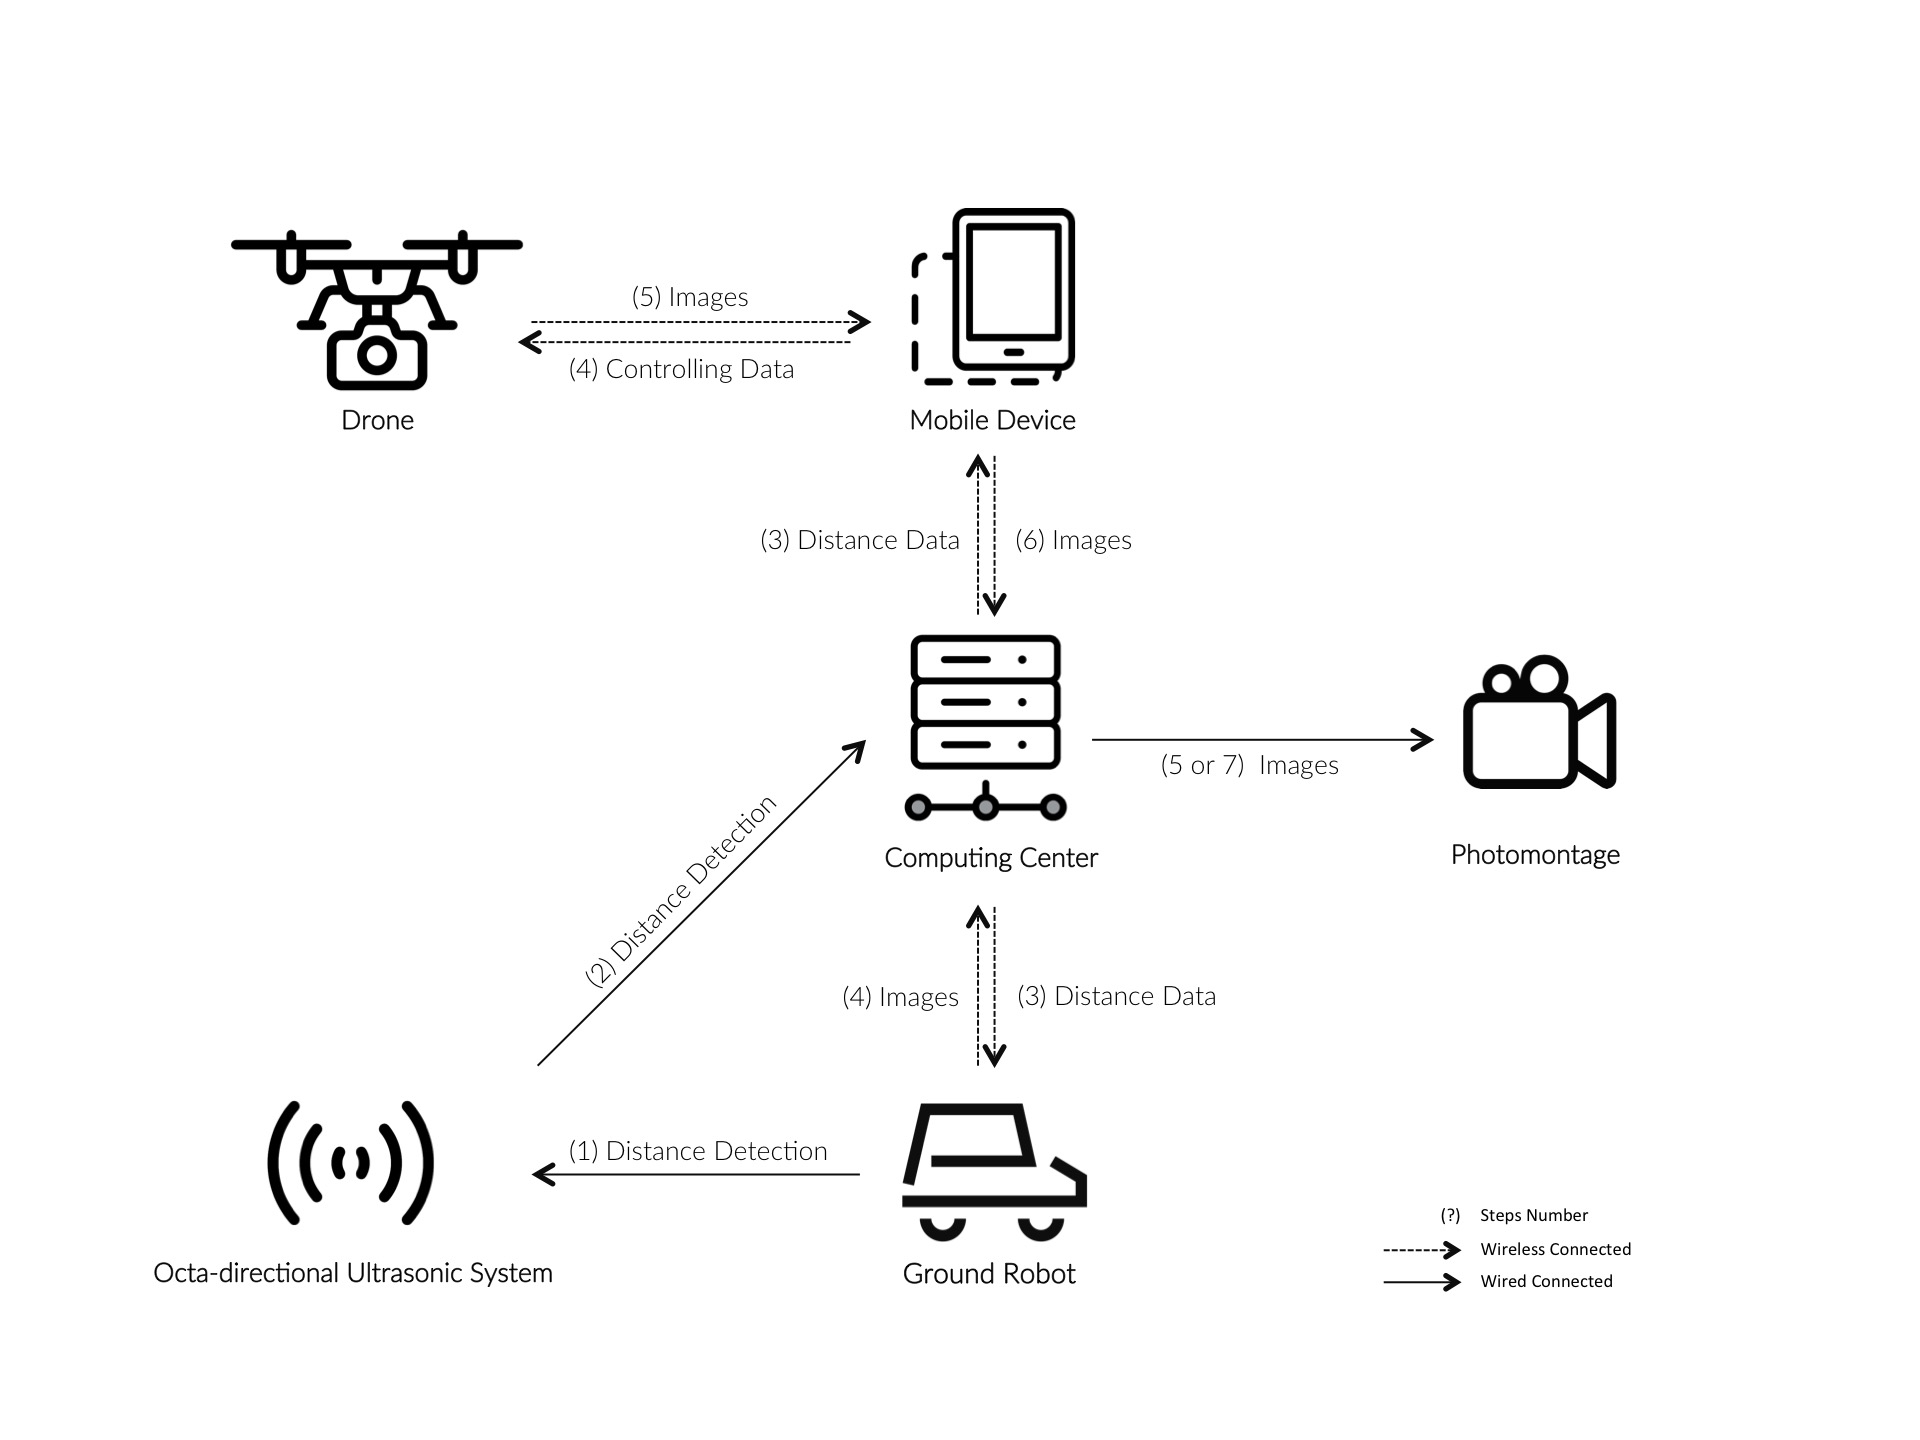 (5) Images
(4) Controlling Data
Drone
Mobile Device
(3) Distance Data
(6) Images
(5 or 7)  Images
(2) Distance Detection
Computing Center
Photomontage
(4) Images
(3) Distance Data
(1) Distance Detection
Octa-directional Ultrasonic System
Ground Robot
(?) Steps Number
Wireless Connected
Wired Connected